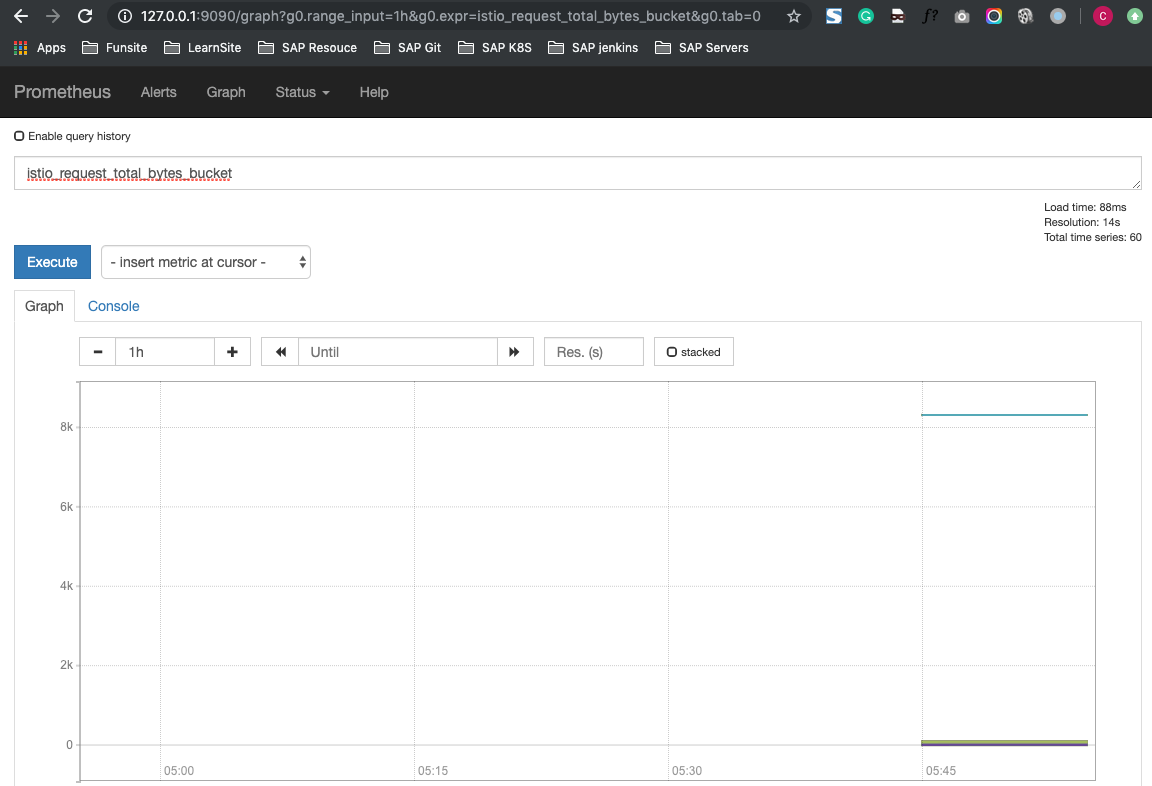 127.0.0.1:9090/graph?g0.range_input=1h&g0.expr=istio_request_total_bytes_bucket&g0.tab=0
S G f? C
Apps Funsite LearnSite SAP Resouce SAP Git SAP K8S SAP jenkins SAP Servers
Prometheus Alerts Graph Status Help
Enable query history
istio_request_total_bytes_bucket
Load time: 88ms
Resolution: 14s
Total time series: 60
Execute - insert metric at cursor -
Graph Console
1h Until Res. (s) stacked
8k
6k
4k
2k
0
05:00 05:15 05:30 05:45